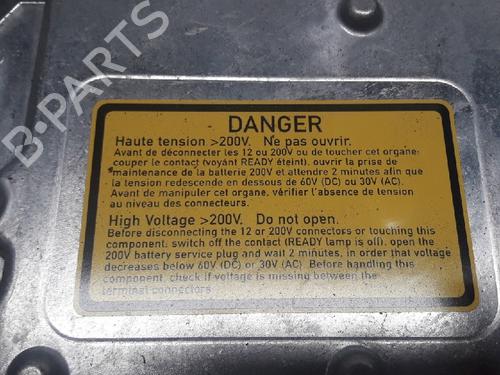 B-PARTS
DANGER
Haute tension >200V. Ne pas ouvrir.
Avant de déconnecter les 12 ou 200V ou de toucher cet organe:
couper le contact (voyant READY éteint), ouvrir la prise de
maintenance de la batterie 200V et attendre 2 minutes afin que
la tension redescende en dessous de 60V (DC) ou 30V (AC).
Avant de manipuler cet organe, vérifier l'absence de tension
au niveau des connecteurs.
High Voltage >200V. Do not open.
Before disconnecting the 12 or 200V connectors or touching this
component, switch off the contact (READY lamp is off), open the
200V battery service plug and wait 2 minutes, in order that voltage
decreases below 60V (DC) or 30V (AC). Before handling this
component, check if voltage is missing between the
terminal connectors.